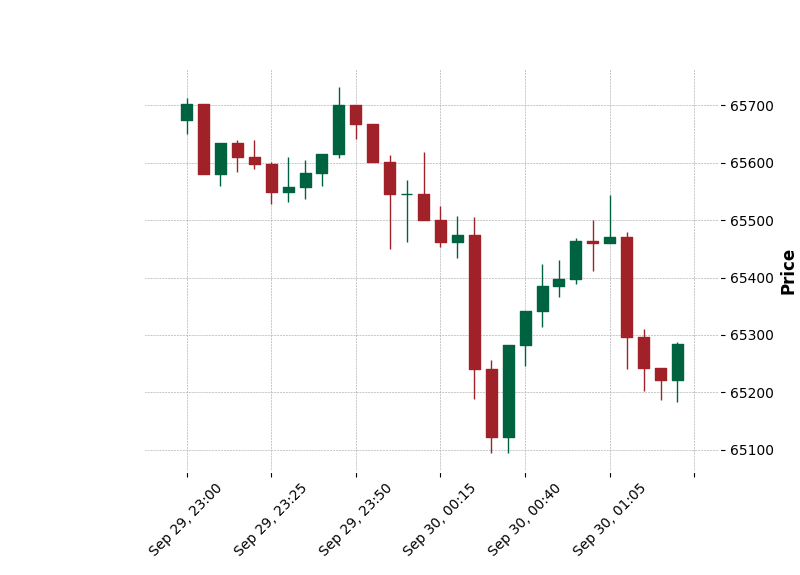 65700
65600
65500
65400
65300
65200
65100
Price
Sep 29, 23:00
Sep 29, 23:25
Sep 29, 23:50
Sep 30, 00:15
Sep 30, 00:40
Sep 30, 01:05